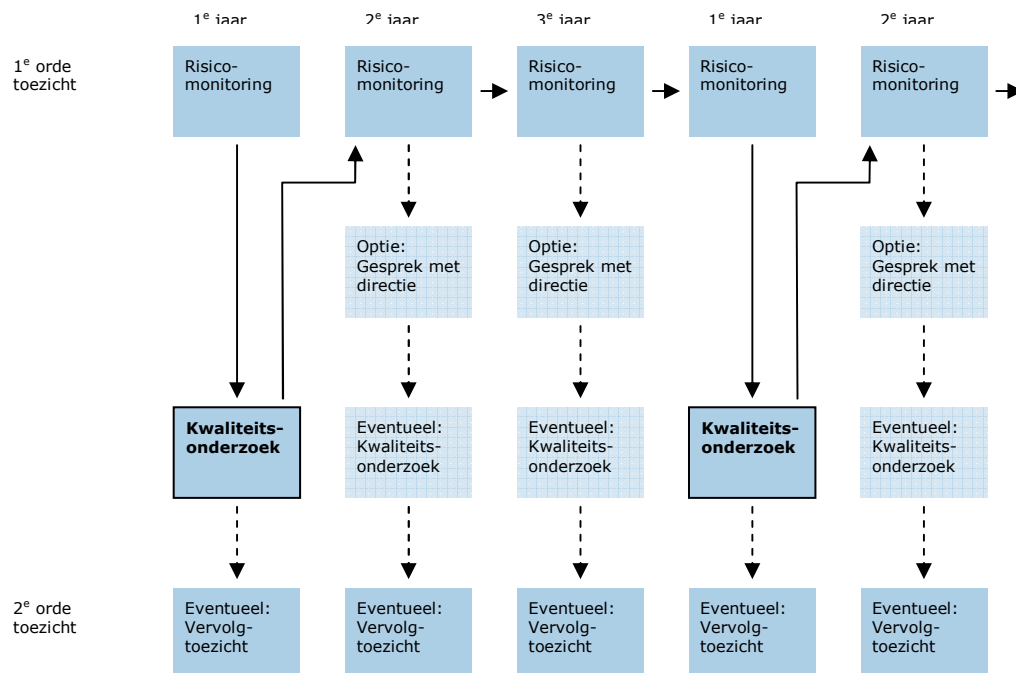 1e jaar 2e jaar 3e jaar 1e jaar 2e jaar
1e orde
toezicht
Risico-
monitoring
Risico-
monitoring
Risico-
monitoring
Risico-
monitoring
Risico-
monitoring
Optie:
Gesprek met
directie
Optie:
Gesprek met
directie
Optie:
Gesprek met
directie
Kwaliteits-
onderzoek
Eventueel:
Kwaliteits-
onderzoek
Eventueel:
Kwaliteits-
onderzoek
Kwaliteits-
onderzoek
Eventueel:
Kwaliteits-
onderzoek
2e orde
toezicht
Eventueel:
Vervolg-
toezicht
Eventueel:
Vervolg-
toezicht
Eventueel:
Vervolg-
toezicht
Eventueel:
Vervolg-
toezicht
Eventueel:
Vervolg-
toezicht